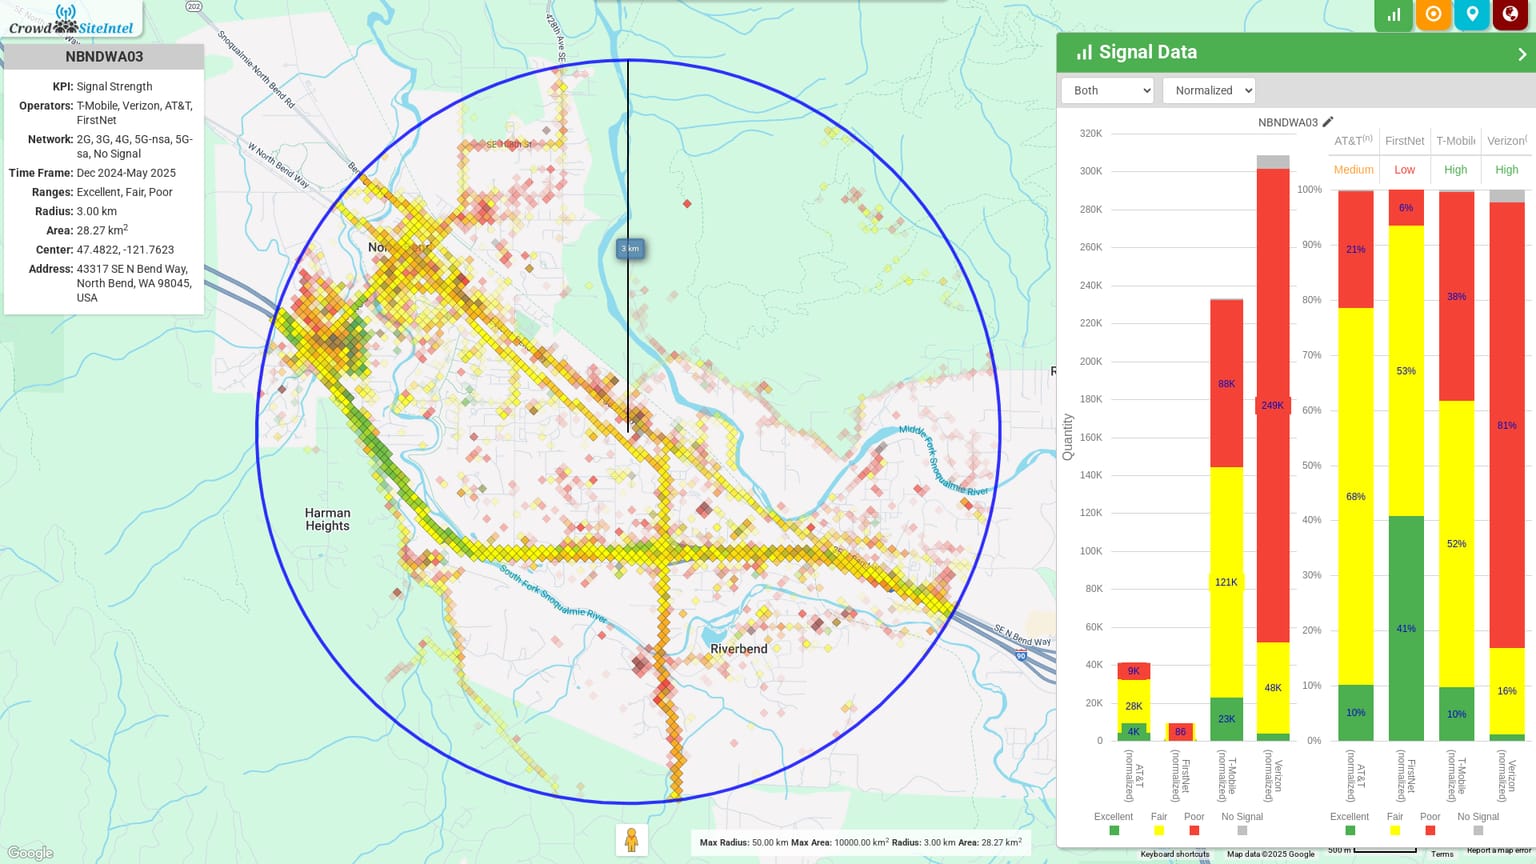 Crowd SiteIntel
202
428th Ave SE
Snoqualmie-North Bend Rd
W North Bend Way
SE 108th St
3 km
Middle Fork Snoqualmie River
Harman
Heights
South Fork Snoqualmie River
Riverbend
SE N Bend Way
90
Google
NBNDWA03
KPI: Signal Strength
Operators: T-Mobile, Verizon, AT&T,
FirstNet
Network: 2G, 3G, 4G, 5G-nsa, 5G-
sa, No Signal
Time Frame: Dec 2024-May 2025
Ranges: Excellent, Fair, Poor
Radius: 3.00 km
Area: 28.27 km²
Center: 47.4822, -121.7623
Address: 43317 SE N Bend Way,
North Bend, WA 98045,
USA
Max Radius: 50.00 km Max Area: 10000.00 km² Radius: 3.00 km Area: 28.27 km²
Signal Data
Both
Normalized
NBNDWA03
AT&T(n) FirstNet T-Mobile Verizon(
Medium Low High High
320K
300K
280K
260K
240K
220K
200K
180K
160K
140K
120K
100K
80K
60K
40K
20K
0
Quantity
9K
28K
4K
86
88K
121K
23K
249K
48K
AT&T
(normalized)
FirstNet
(normalized)
T-Mobile
(normalized)
Verizon
(normalized)
Excellent Fair Poor No Signal
100%
90%
80%
70%
60%
50%
40%
30%
20%
10%
0%
21%
68%
10%
6%
53%
41%
38%
52%
10%
81%
16%
AT&T
(normalized)
FirstNet
(normalized)
T-Mobile
(normalized)
Verizon
(normalized)
Excellent Fair Poor No Signal
Keyboard shortcuts Map data ©2025 Google 500 m Terms Report a map error